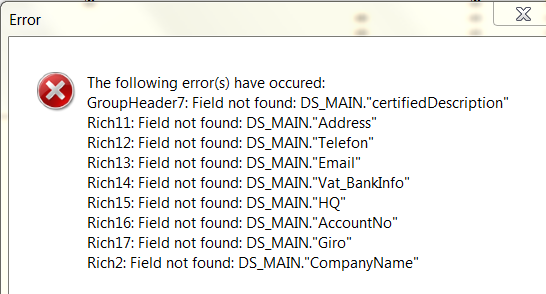 Error
The following error(s) have occured:
GroupHeader7: Field not found: DS_MAIN."certifiedDescription"
Rich11: Field not found: DS_MAIN."Address"
Rich12: Field not found: DS_MAIN."Telefon"
Rich13: Field not found: DS_MAIN."Email"
Rich14: Field not found: DS_MAIN."Vat_BankInfo"
Rich15: Field not found: DS_MAIN."HQ"
Rich16: Field not found: DS_MAIN."AccountNo"
Rich17: Field not found: DS_MAIN."Giro"
Rich2: Field not found: DS_MAIN."CompanyName"